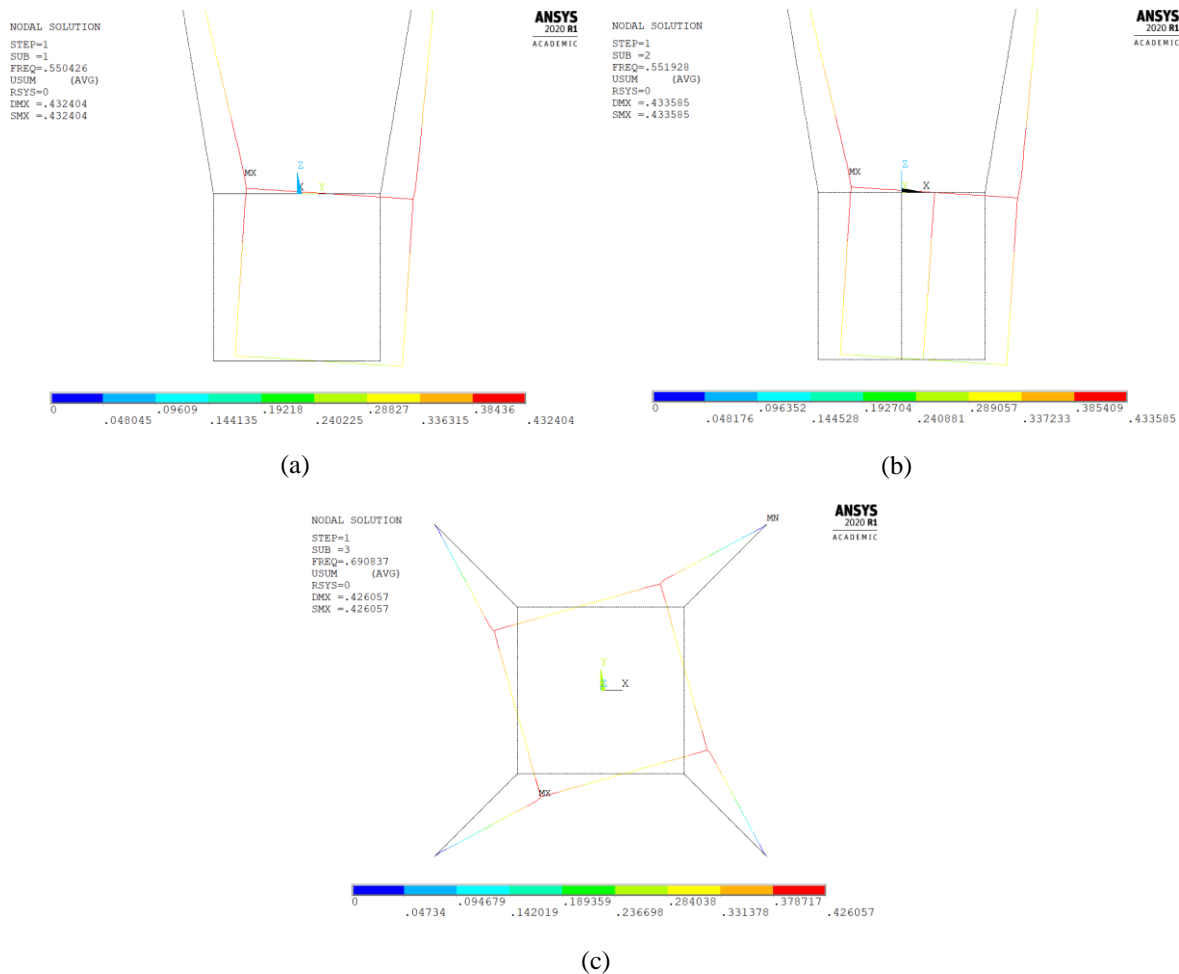 NODAL SOLUTION
STEP=1
SUB =1
FREQ=.550426
USUM (AVG)
RSYS=0
DMX =.432404
SMX =.432404
ANSYS
2020 R1
ACADEMIC
MX
Z
X Y
0 .09609 .19218 .28827 .38436
.048045 .144135 .240225 .336315 .432404
(a)
NODAL SOLUTION
STEP=1
SUB =2
FREQ=.551928
USUM (AVG)
RSYS=0
DMX =.433585
SMX =.433585
ANSYS
2020 R1
ACADEMIC
MX
Z
Y X
0 .096352 .192704 .289057 .385409
.048176 .144528 .240881 .337233 .433585
(b)
NODAL SOLUTION
STEP=1
SUB =3
FREQ=.690837
USUM (AVG)
RSYS=0
DMX =.426057
SMX =.426057
ANSYS
2020 R1
ACADEMIC
MN
Y
Z X
MX
0 .094679 .189359 .284038 .378717
.04734 .142019 .236698 .331378 .426057
(c)